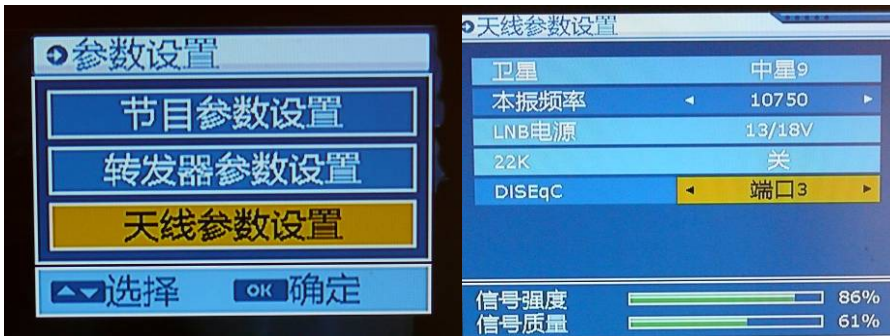 参数设置
节目参数设置
转发器参数设置
天线参数设置
选择 OK 确定
天线参数设置
卫星 中星9
本振频率 10750
LNB电源 13/18V
22K 关
DISEqC 端口3
信号强度 86%
信号质量 61%